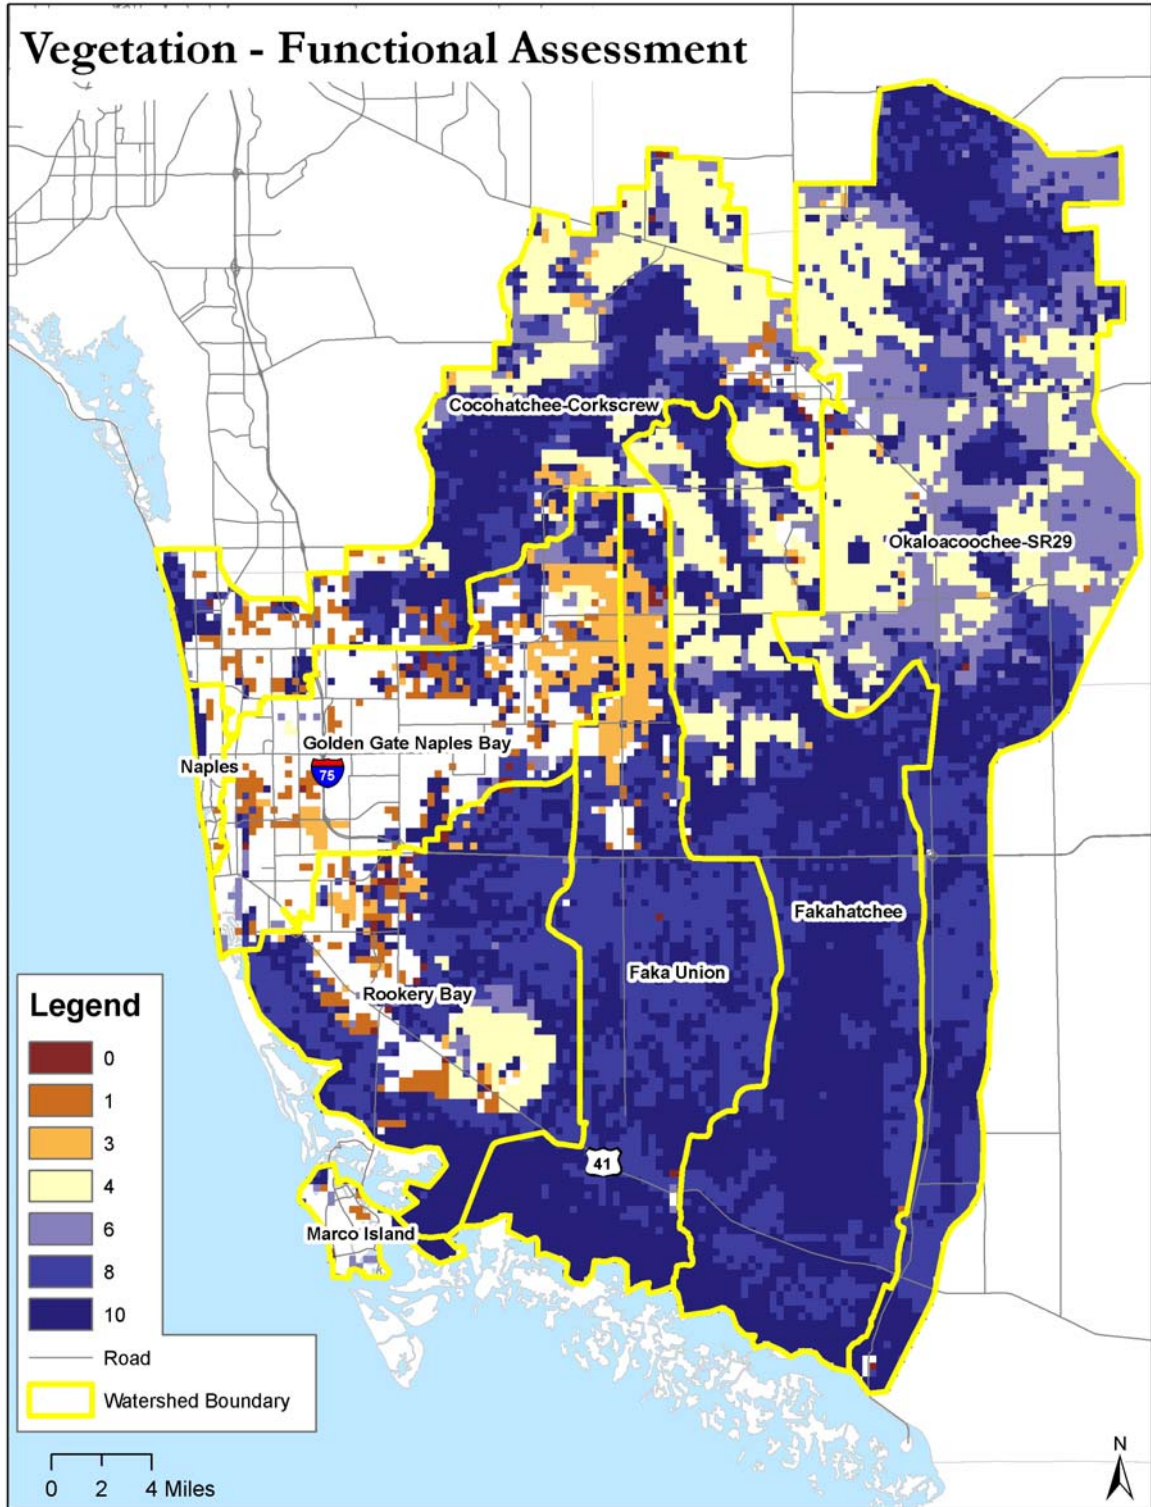 Vegetation - Functional Assessment
Cocohatchee-Corkscrew
Okaloacoochee-SR29
Golden Gate Naples Bay
Naples
75
Fakahatchee
Faka Union
Rookery Bay
41
Marco Island
Legend
0
1
3
4
6
8
10
Road
Watershed Boundary
0 2 4 Miles
N